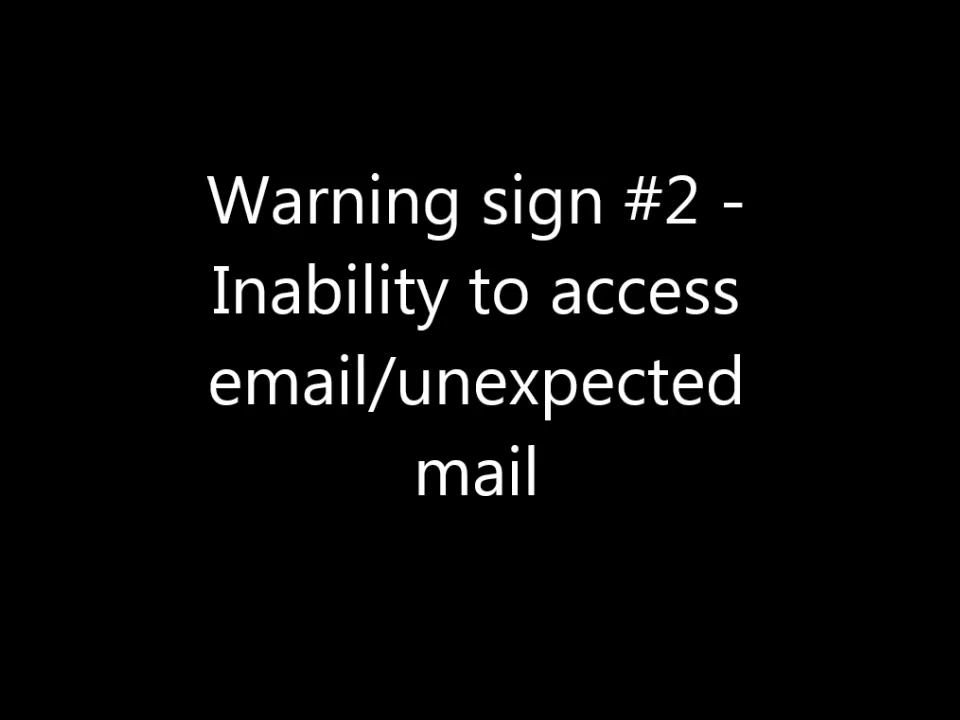 Warning sign #2 -
Inability to access
email/unexpected
mail